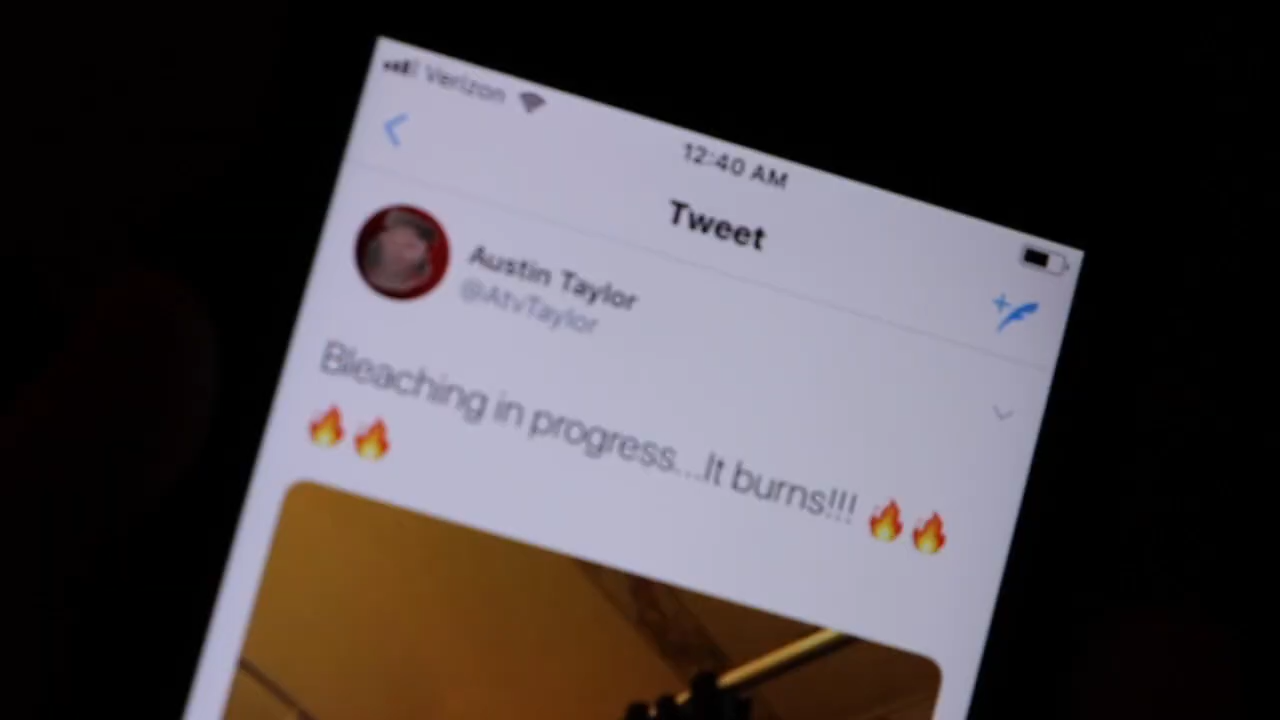 Verizon
12:40 AM
Tweet
Austin Taylor
@AtvTaylor
Bleaching in progress...It burns!!! 🔥🔥
🔥🔥